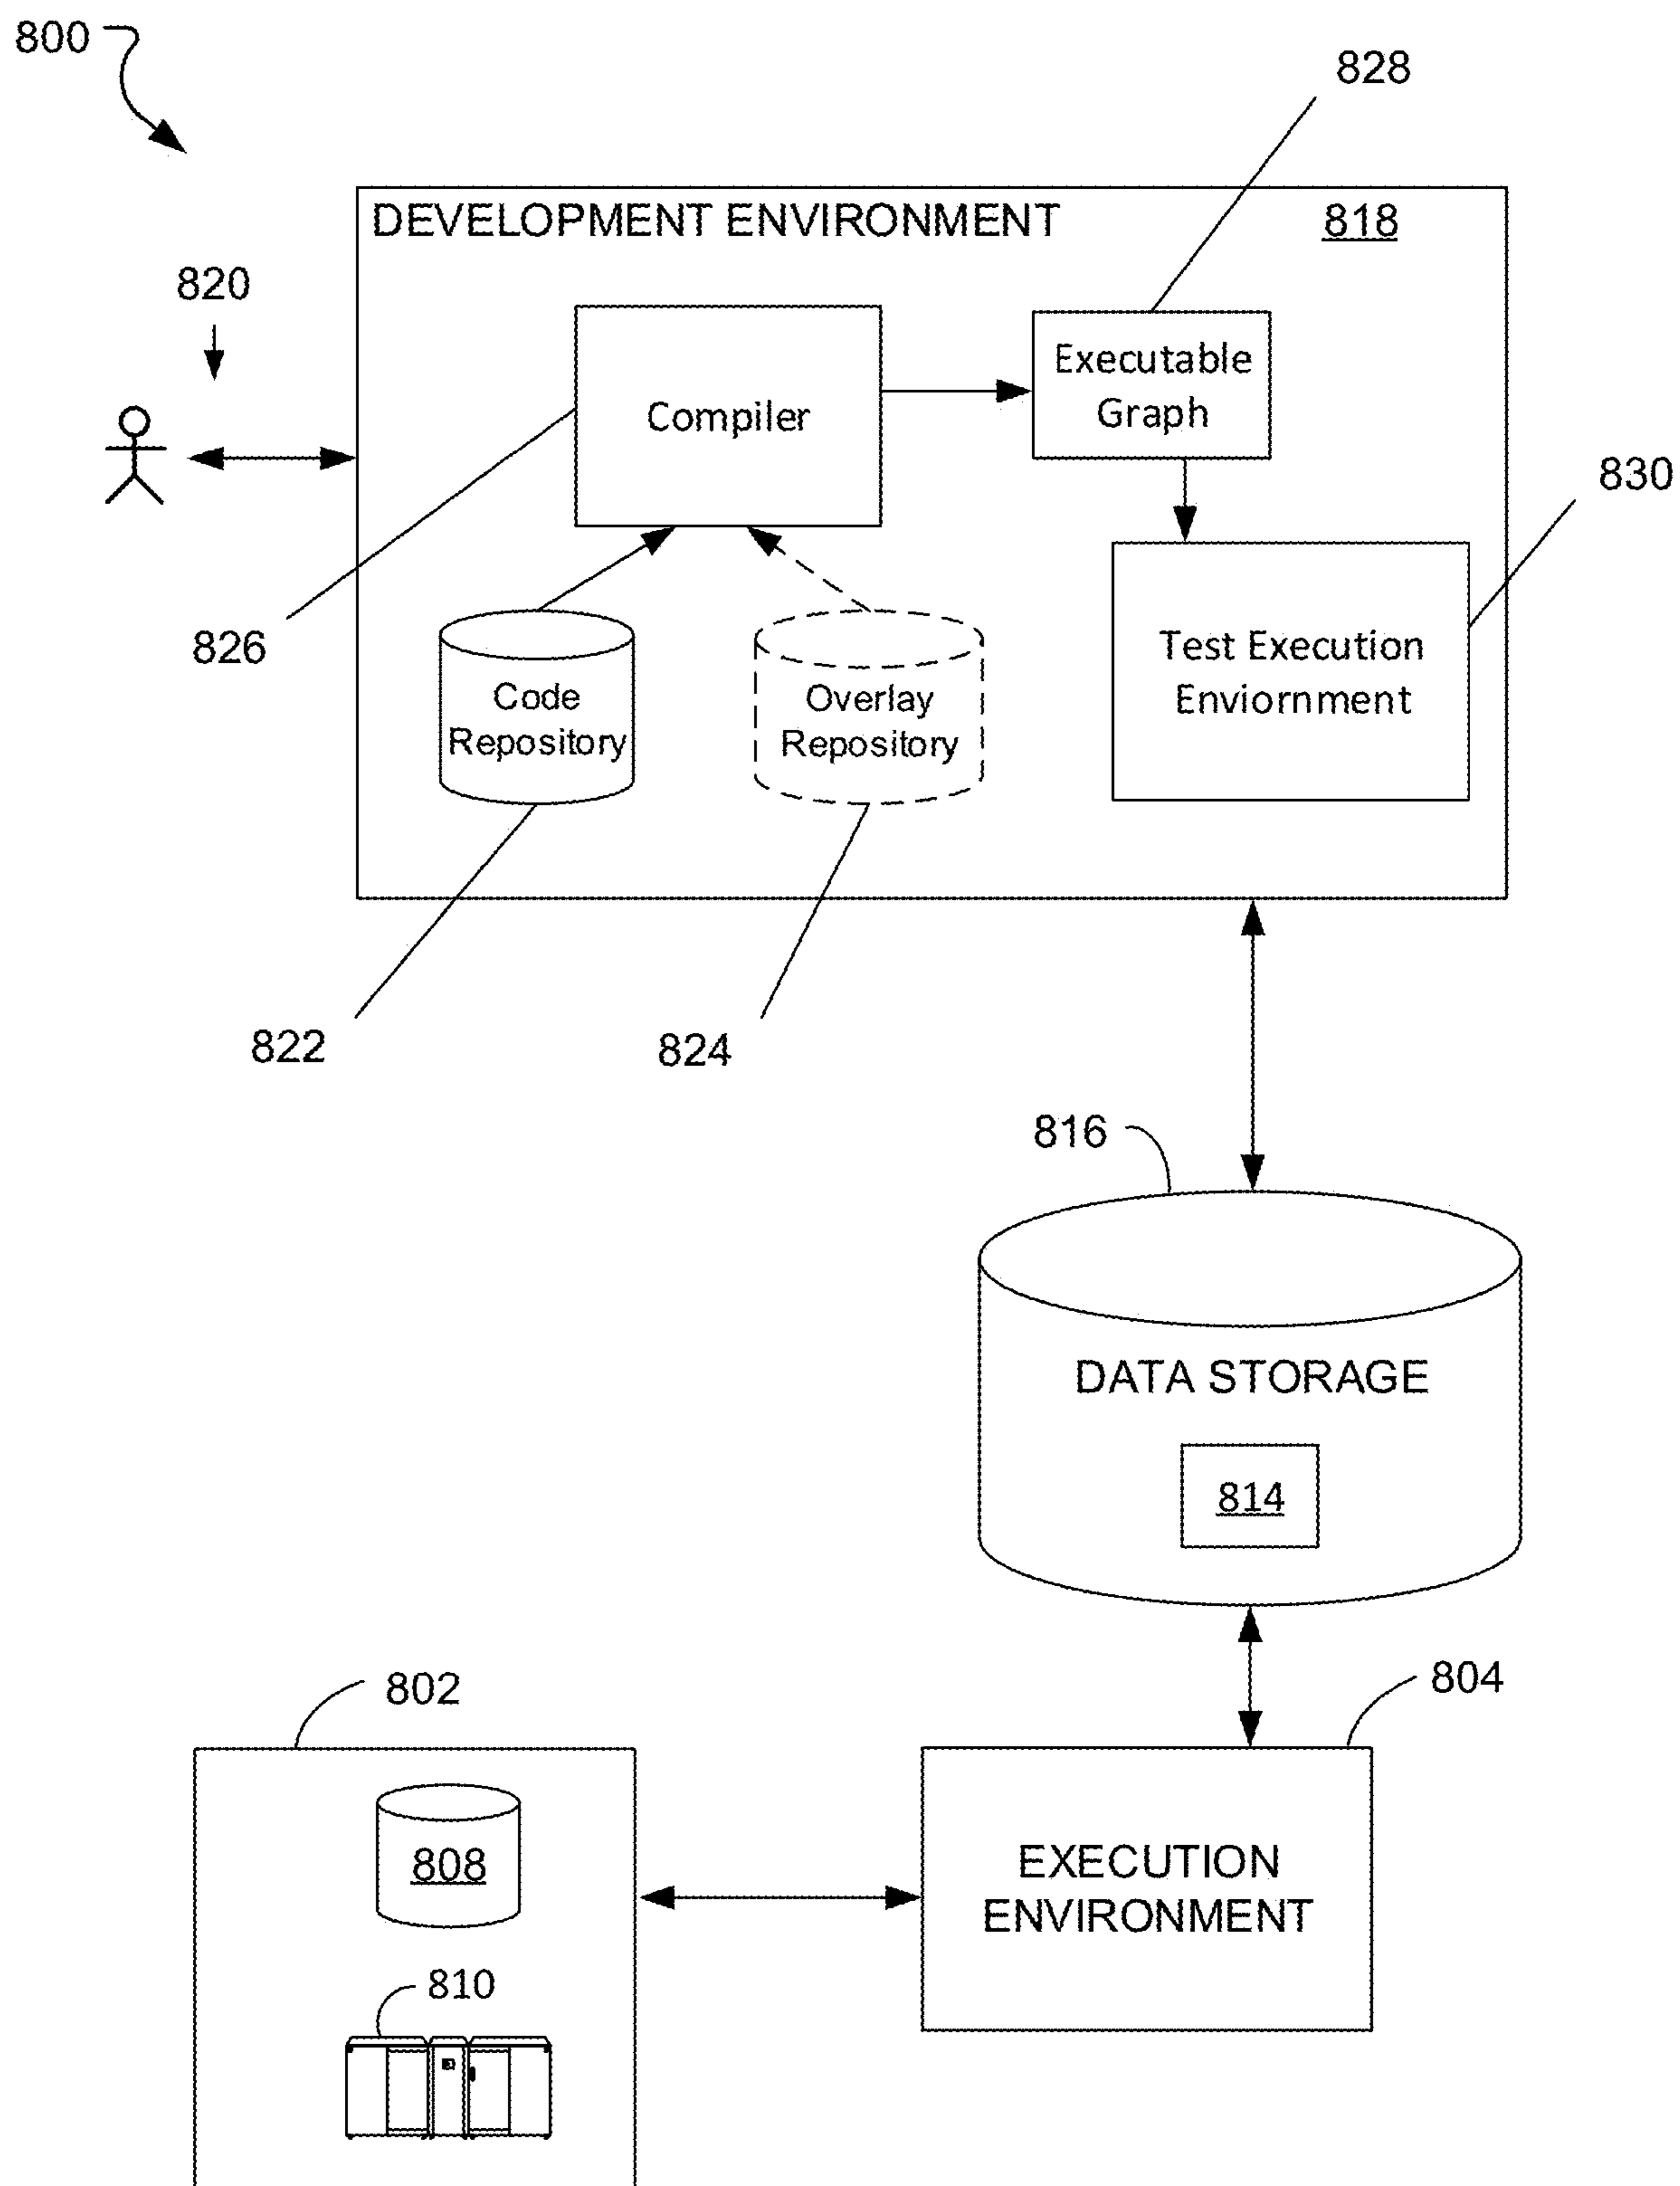 800
828
DEVELOPMENT ENVIRONMENT 818
820
Executable
Graph
Compiler
830
826
Test Execution
Enviornment
Code
Repository
Overlay
Repository
822
824
816
DATA STORAGE
814
802
804
808
EXECUTION
ENVIRONMENT
810